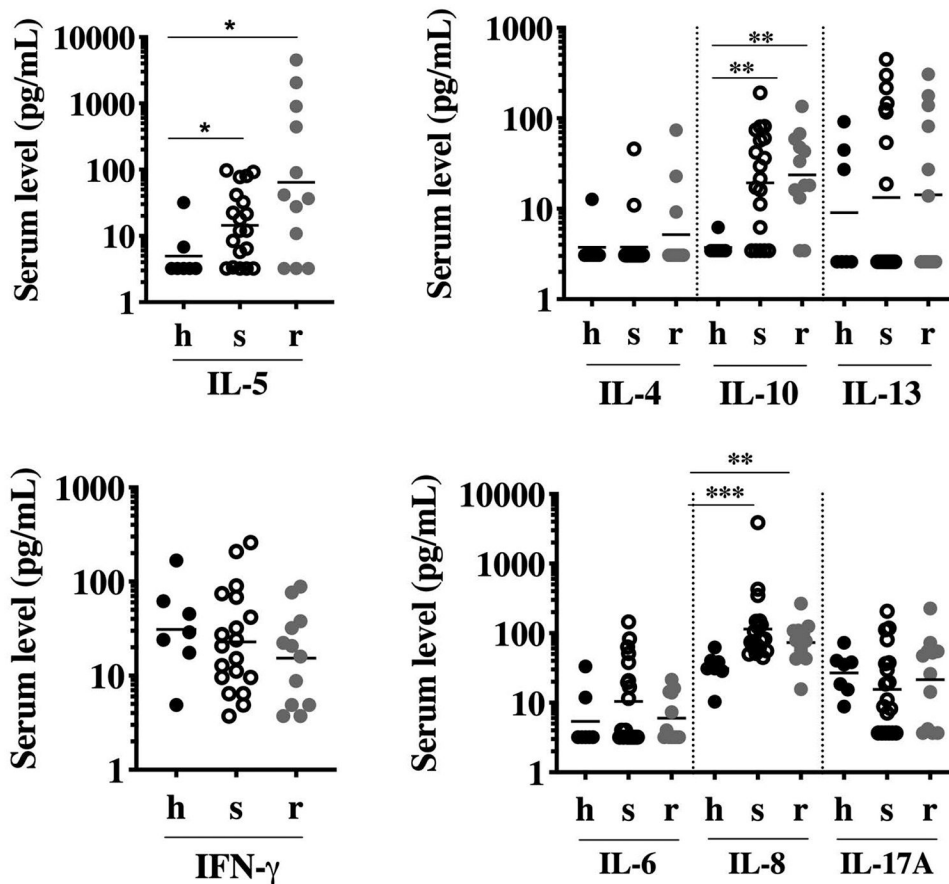 Serum level (pg/mL)
10000
1000
100
10
1
*
*
h s r
IL-5
Serum level (pg/mL)
1000
100
10
1
**
**
h s r h s r h s r
IL-4 IL-10 IL-13
Serum level (pg/mL)
1000
100
10
1
h s r
IFN-γ
Serum level (pg/mL)
10000
1000
100
10
1
**
***
h s r h s r h s r
IL-6 IL-8 IL-17A